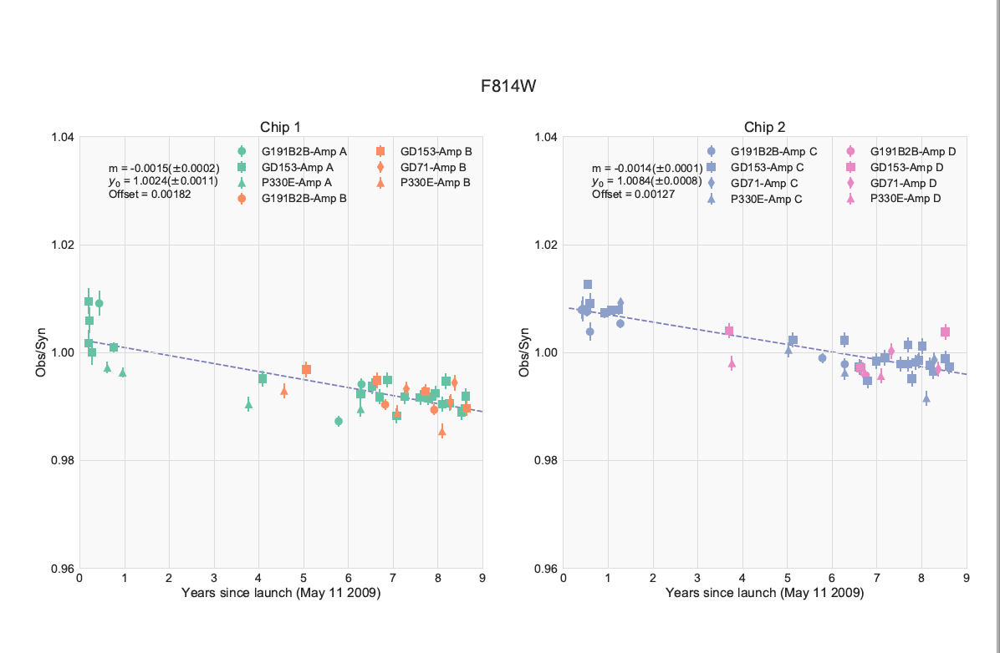 F814W
Chip 1
1.04
1.02
1.00
0.98
0.96
Obs/Syn
m = -0.0015(±0.0002)
y₀ = 1.0024(±0.0011)
Offset = 0.00182
G191B2B-Amp A
GD153-Amp A
P330E-Amp A
G191B2B-Amp B
GD153-Amp B
GD71-Amp B
P330E-Amp B
0 1 2 3 4 5 6 7 8 9
Years since launch (May 11 2009)
Chip 2
1.04
1.02
1.00
0.98
0.96
Obs/Syn
m = -0.0014(±0.0001)
y₀ = 1.0084(±0.0008)
Offset = 0.00127
G191B2B-Amp C
GD153-Amp C
GD71-Amp C
P330E-Amp C
G191B2B-Amp D
GD153-Amp D
GD71-Amp D
P330E-Amp D
0 1 2 3 4 5 6 7 8 9
Years since launch (May 11 2009)